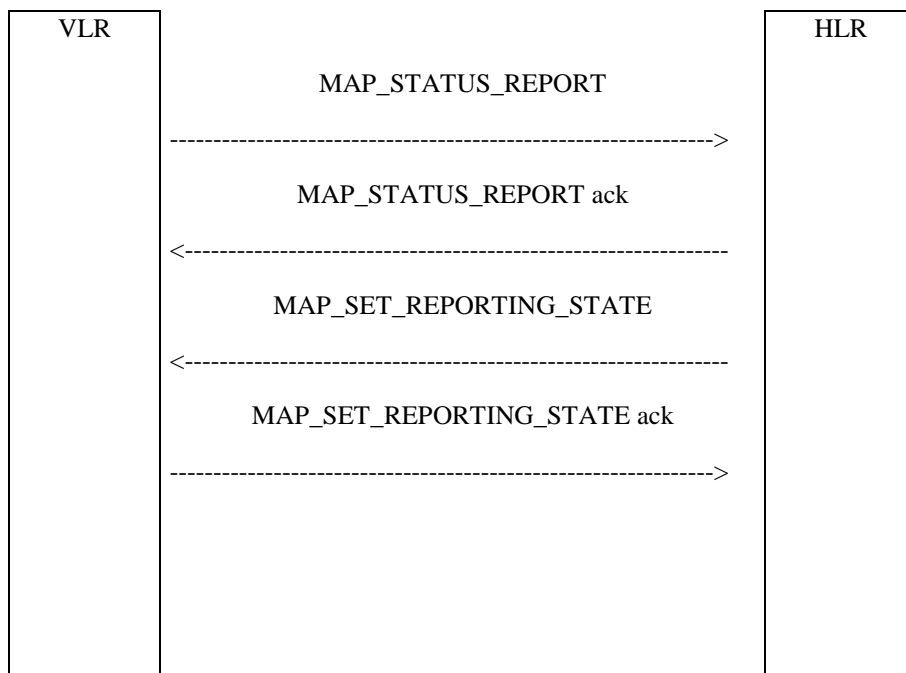 VLR
HLR
MAP_STATUS_REPORT
--------------------------------------------------------------->
MAP_STATUS_REPORT ack
<---------------------------------------------------------------
MAP_SET_REPORTING_STATE
<---------------------------------------------------------------
MAP_SET_REPORTING_STATE ack
--------------------------------------------------------------->